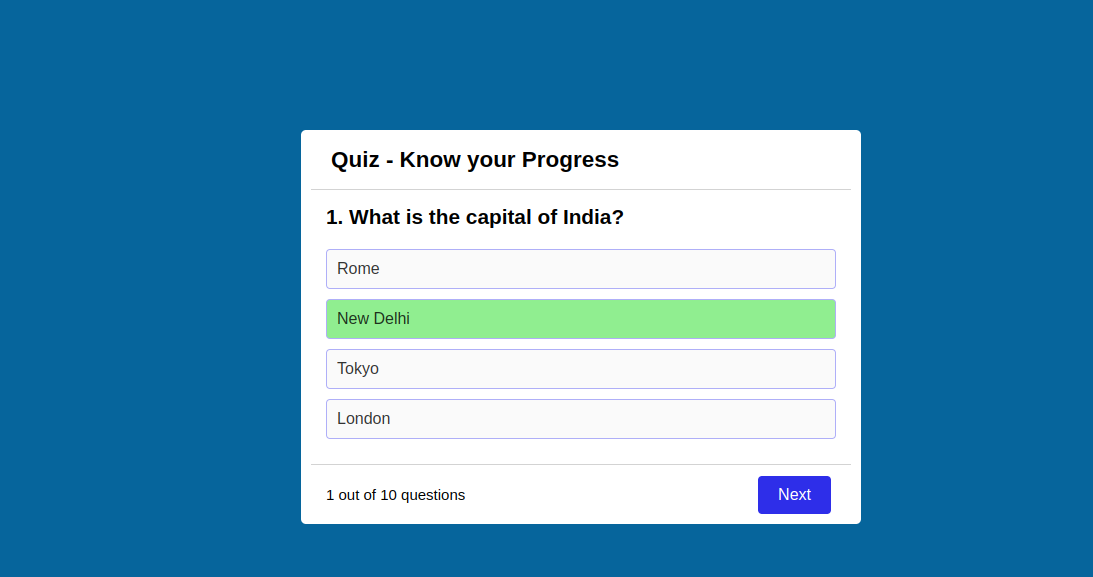 Quiz - Know your Progress
1. What is the capital of India?
Rome
New Delhi
Tokyo
London
1 out of 10 questions
Next